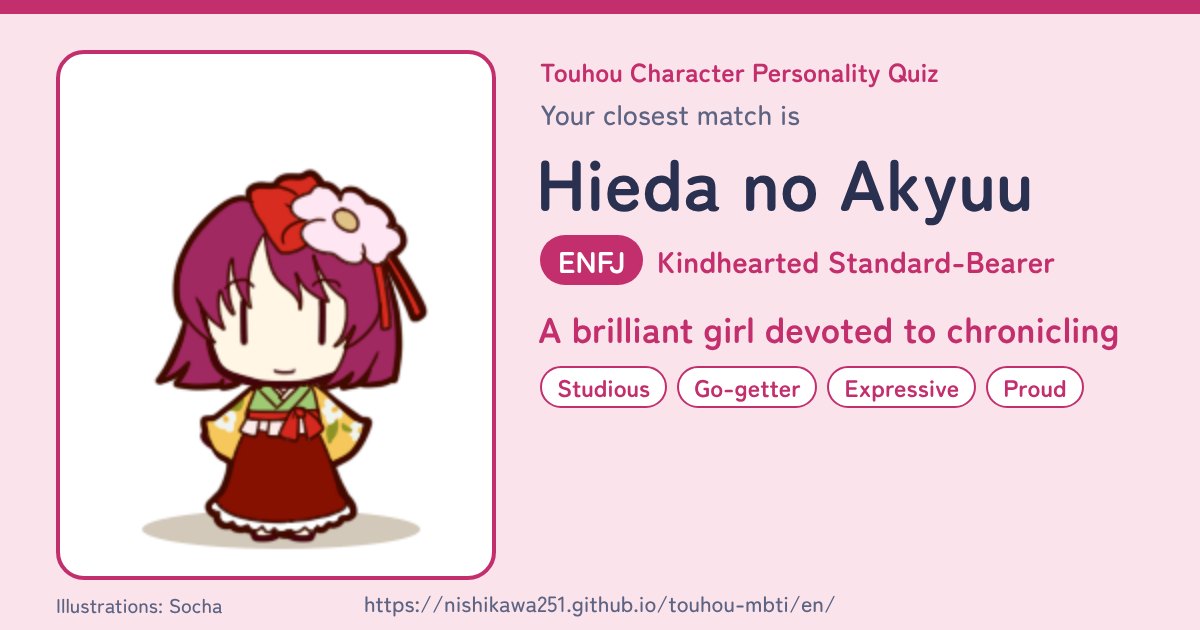 Touhou Character Personality Quiz
Your closest match is
Hieda no Akyuu
ENFJ Kindhearted Standard-Bearer
A brilliant girl devoted to chronicling
Studious Go-getter Expressive Proud
Illustrations: Socha https://nishikawa251.github.io/touhou-mbti/en/